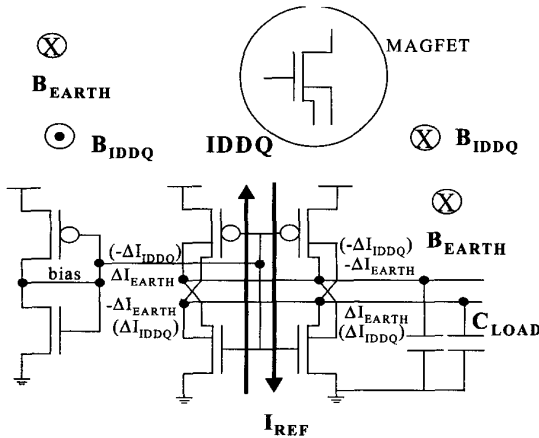 X
MAGFET
B_EARTH
B_IDDQ
IDDQ
X
B_IDDQ
X
B_EARTH
(-ΔI_IDDQ)
ΔI_EARTH
bias
-ΔI_EARTH
(ΔI_IDDQ)
(-ΔI_IDDQ)
-ΔI_EARTH
ΔI_EARTH
(ΔI_IDDQ)
C_LOAD
I_REF